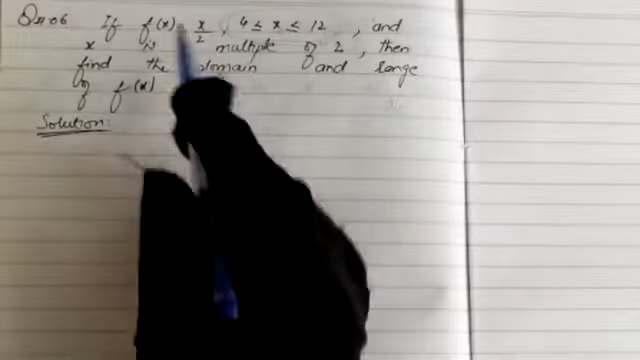 Q#06 If f(x) = x/2 , 4 ≤ x ≤ 12 , and
x is multiple of 2 , then
find the domain and range
of f(x)
Solution: